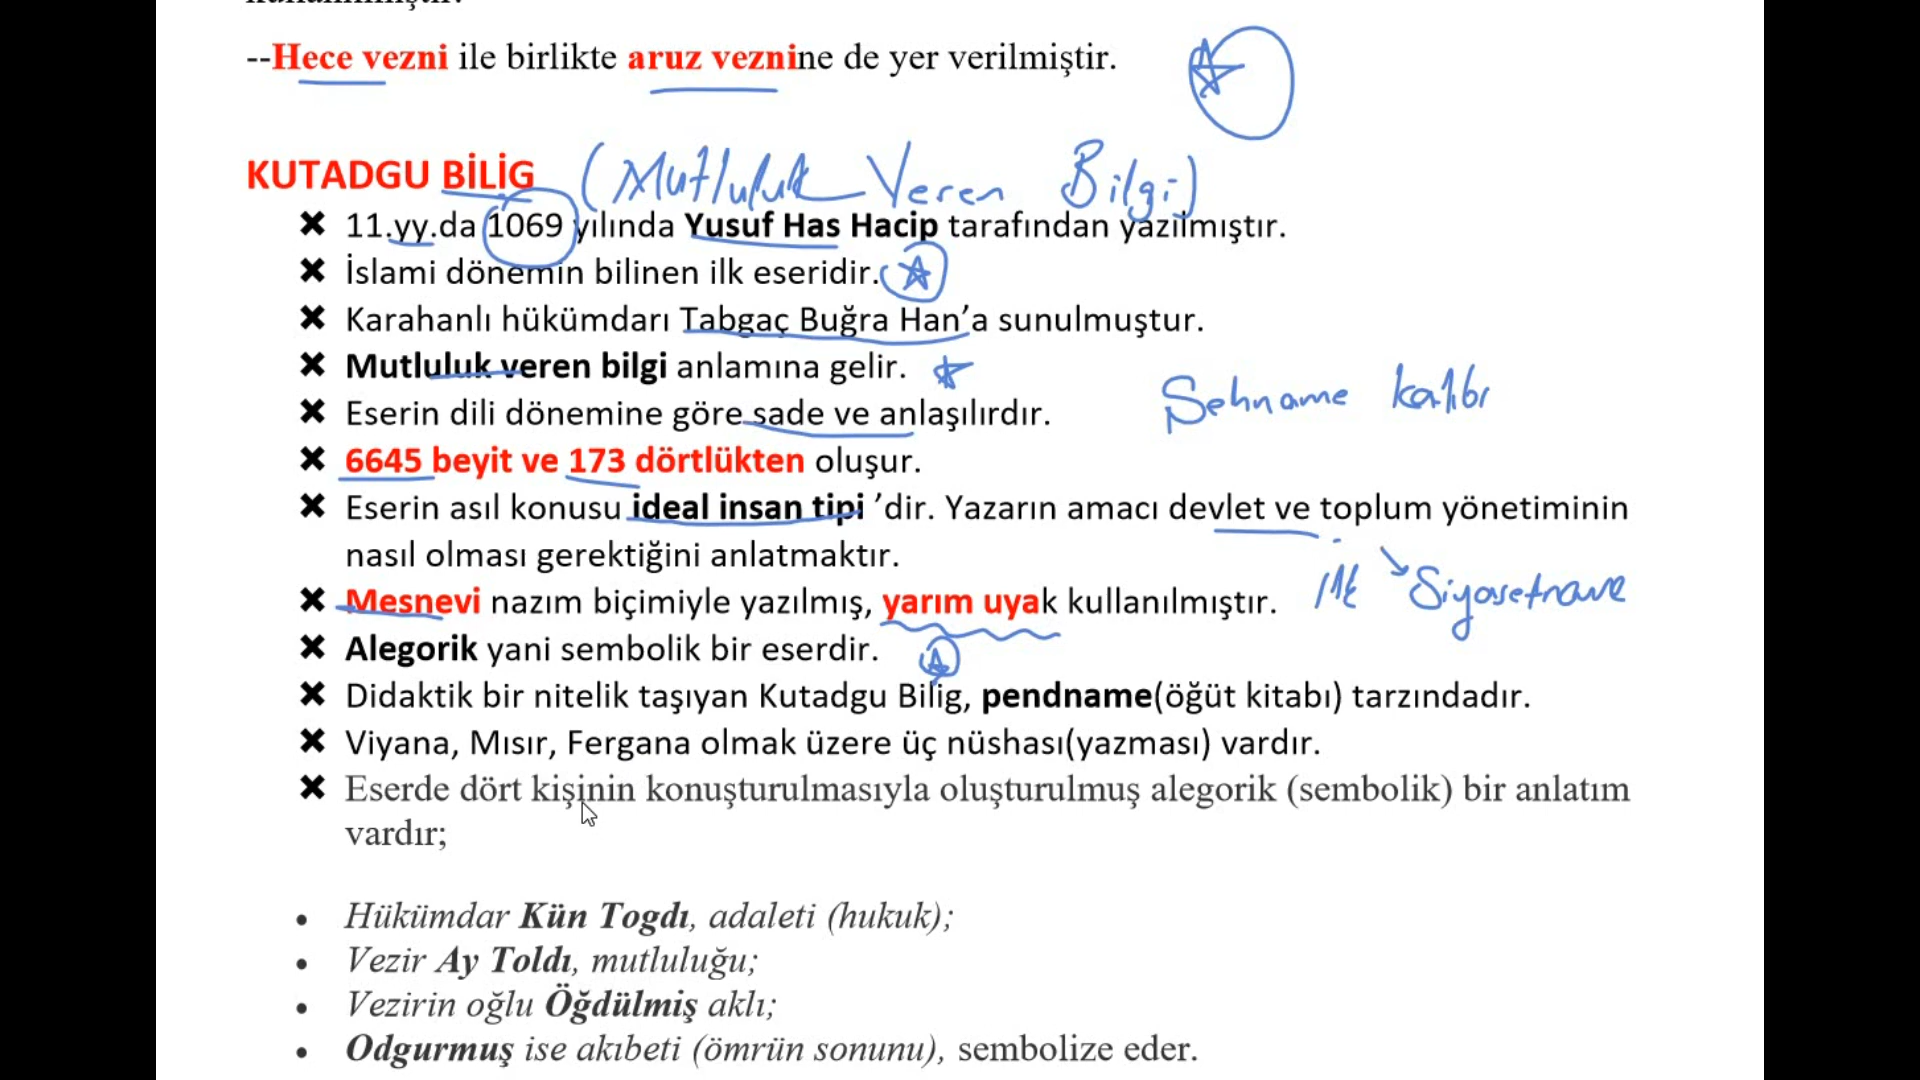 --Hece vezni ile birlikte aruz veznine de yer verilmiştir.
KUTADGU BİLİG (Mutluluk Veren Bilgi)
11.yy.da 1069 yılında Yusuf Has Hacip tarafından yazılmıştır.
İslami dönemin bilinen ilk eseridir.
Karahanlı hükümdarı Tabgaç Buğra Han’a sunulmuştur.
Mutluluk veren bilgi anlamına gelir.
Şehname kalıbı
Eserin dili dönemine göre sade ve anlaşılırdır.
6645 beyit ve 173 dörtlükten oluşur.
Eserin asıl konusu ideal insan tipi ’dir. Yazarın amacı devlet ve toplum yönetiminin
nasıl olması gerektiğini anlatmaktır.
Mesnevi nazım biçimiyle yazılmış, yarım uyak kullanılmıştır. ilk Siyasetname
Alegorik yani sembolik bir eserdir.
Didaktik bir nitelik taşıyan Kutadgu Bilig, pendname(öğüt kitabı) tarzındadır.
Viyana, Mısır, Fergana olmak üzere üç nüshası(yazması) vardır.
Eserde dört kişinin konuşturulmasıyla oluşturulmuş alegorik (sembolik) bir anlatım
vardır;
Hükümdar Kün Togdı, adaleti (hukuk);
Vezir Ay Toldı, mutluluğu;
Vezirin oğlu Öğdülmiş aklı;
Odgurmuş ise akıbeti (ömrün sonunu), sembolize eder.